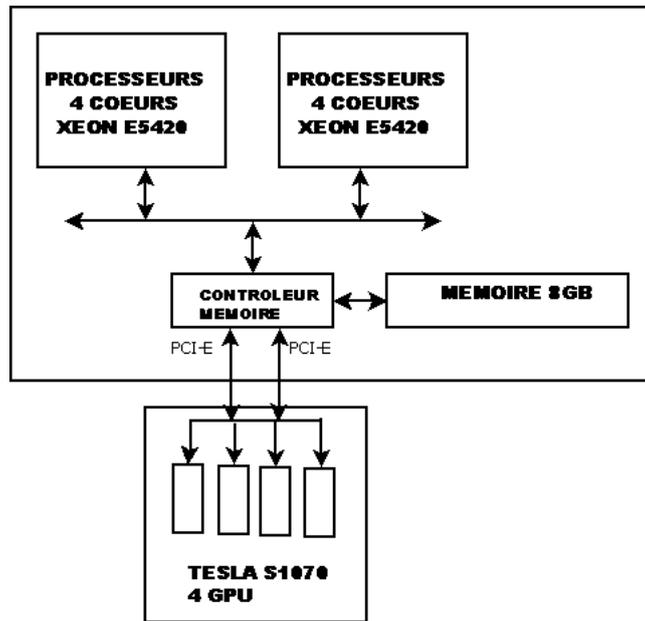 PROCESSEURS
4 COEURS
XEON E5420
PROCESSEURS
4 COEURS
XEON E5420
CONTROLEUR
MEMOIRE
MEMOIRE 8GB
PCI-E
PCI-E
TESLA S1070
4 GPU